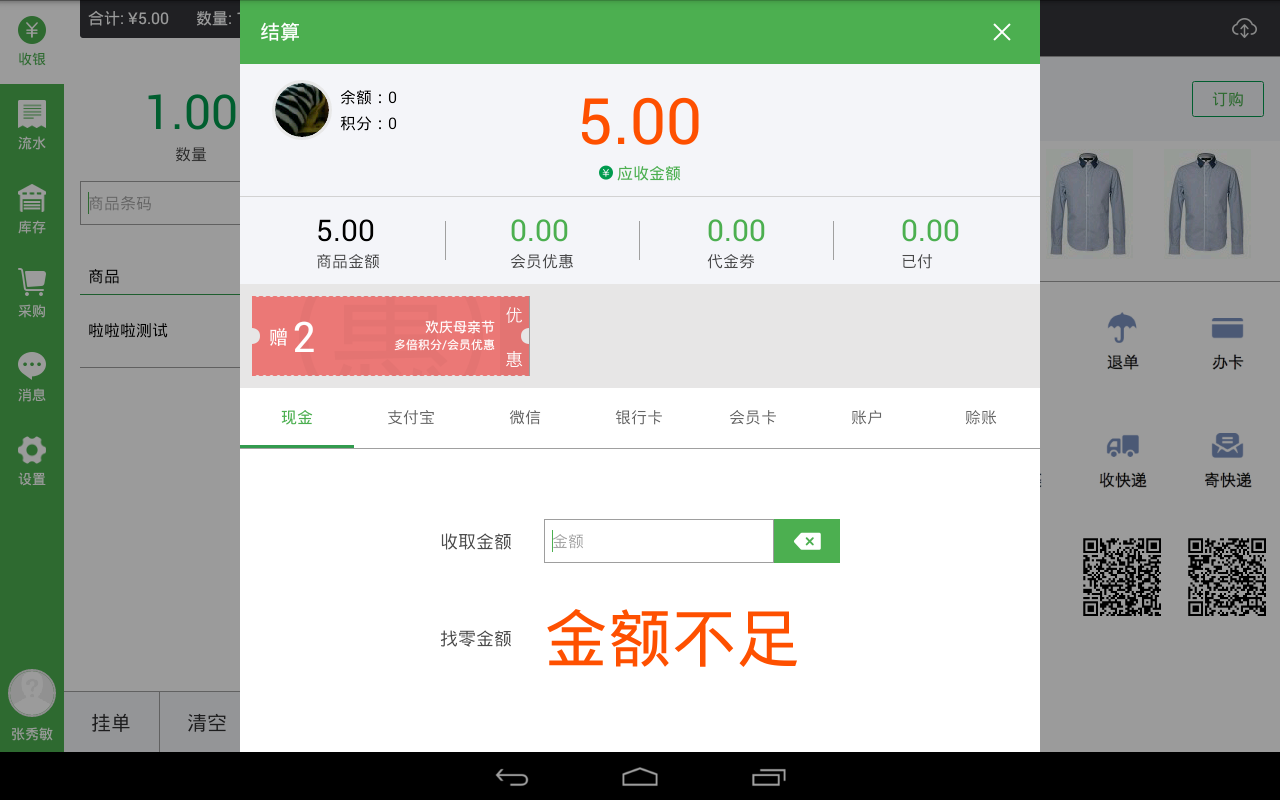 合计: ¥5.00 数量:
结算
收银
流水
库存
采购
消息
设置
张秀敏
1.00
数量
商品条码
商品
啦啦啦测试
挂单 清空
余额：0
积分：0
5.00
应收金额
5.00 0.00 0.00 0.00
商品金额 会员优惠 代金券 已付
赠 2
欢庆母亲节
多倍积分/会员优惠
优
惠
现金 支付宝 微信 银行卡 会员卡 账户 赊账
收取金额 金额
找零金额 金额不足
订购
退单 办卡
收快递 寄快递